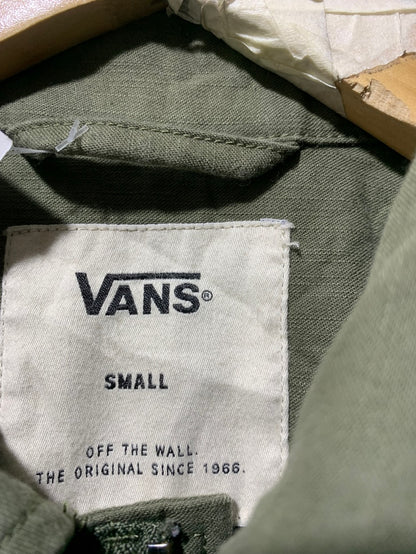 VANS®
SMALL
OFF THE WALL.
THE ORIGINAL SINCE 1966.